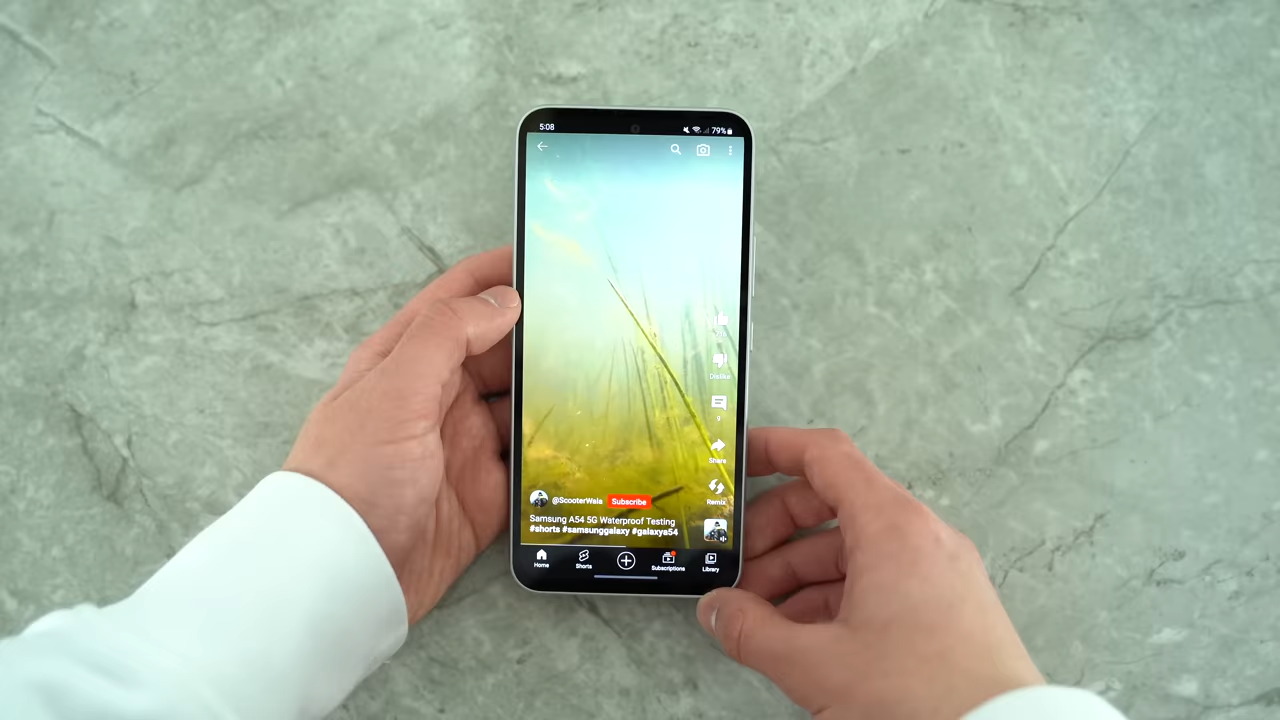 5:08
79%
Dislike
0
Share
Remix
@ScooterWala Subscribe
Samsung A54 5G Waterproof Testing
#shorts #samsunggalaxy #galaxya54
Home Shorts Subscriptions Library